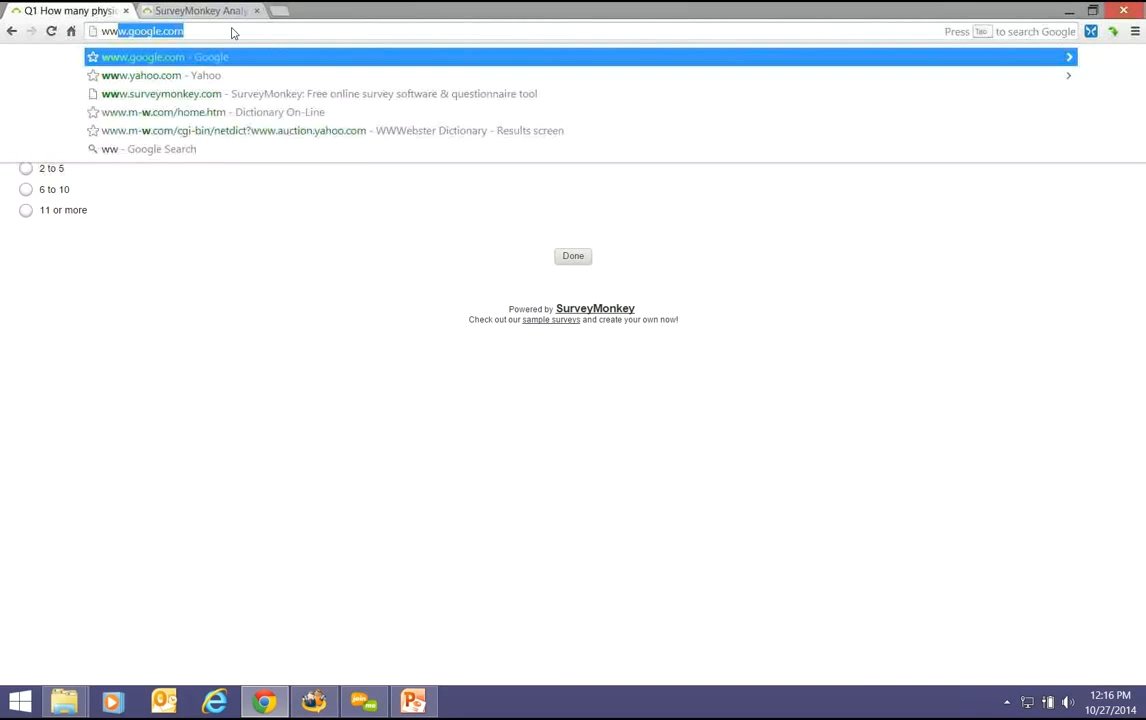 Q1 How many physic
SurveyMonkey Analy
www.google.com
Press Tab to search Google
www.google.com - Google
www.yahoo.com - Yahoo
www.surveymonkey.com - SurveyMonkey: Free online survey software & questionnaire tool
www.m-w.com/home.htm - Dictionary On-Line
www.m-w.com/cgi-bin/netdict?www.auction.yahoo.com - WWWebster Dictionary - Results screen
ww - Google Search
2 to 5
6 to 10
11 or more
Done
Powered by SurveyMonkey
Check out our sample surveys and create your own now!
12:16 PM
10/27/2014